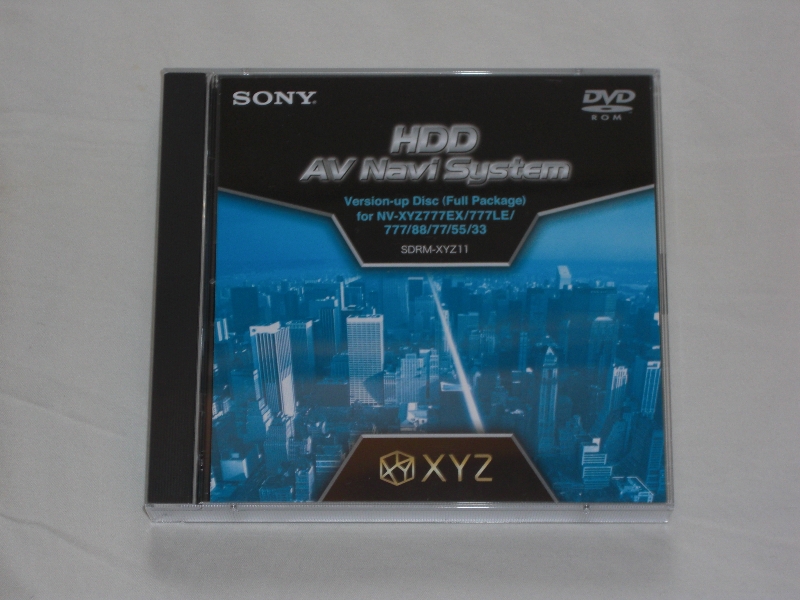 SONY
DVD
ROM
HDD
AV Navi System
Version-up Disc (Full Package)
for NV-XYZ777EX/777LE/
777/88/77/55/33
SDRM-XYZ11
XY XYZ